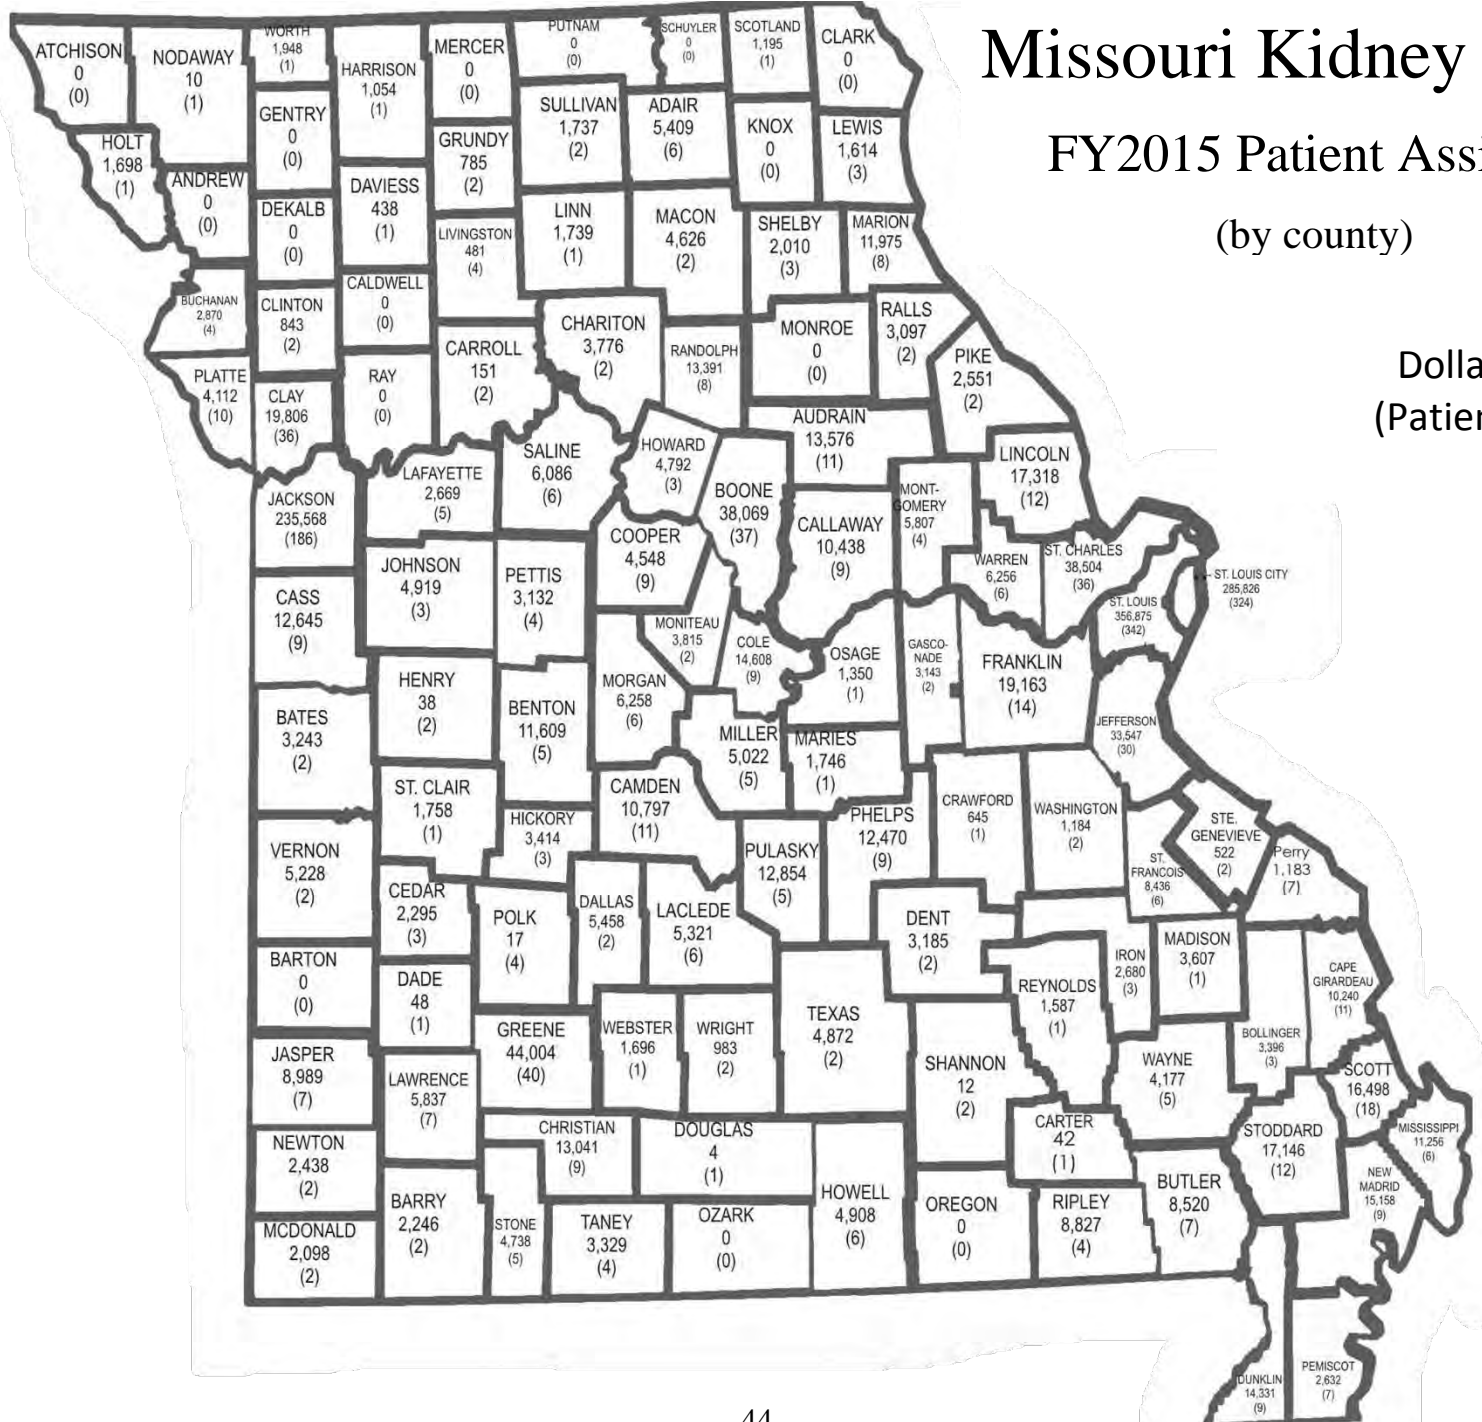 Missouri Kidney
FY2015 Patient Assi
(by county)
Dolla
(Patien
ATCHISON
0
(0)
NODAWAY
10
(1)
WORTH
1,948
(1)
HARRISON
1,054
(1)
MERCER
0
(0)
PUTNAM
0
(0)
SCHUYLER
0
(0)
SCOTLAND
1,195
(1)
CLARK
0
(0)
HOLT
1,698
(1)
ANDREW
0
(0)
GENTRY
0
(0)
DEKALB
0
(0)
DAVIESS
438
(1)
GRUNDY
785
(2)
SULLIVAN
1,737
(2)
ADAIR
5,409
(6)
KNOX
0
(0)
LEWIS
1,614
(3)
LIVINGSTON
481
(4)
LINN
1,739
(1)
MACON
4,626
(2)
SHELBY
2,010
(3)
MARION
11,975
(8)
BUCHANAN
2,870
(4)
CLINTON
843
(2)
CALDWELL
0
(0)
CARROLL
151
(2)
CHARITON
3,776
(2)
RANDOLPH
13,391
(8)
MONROE
0
(0)
RALLS
3,097
(2)
PIKE
2,551
(2)
PLATTE
4,112
(10)
CLAY
19,806
(36)
RAY
0
(0)
SALINE
6,086
(6)
HOWARD
4,792
(3)
BOONE
38,069
(37)
AUDRAIN
13,576
(11)
LINCOLN
17,318
(12)
JACKSON
235,568
(186)
LAFAYETTE
2,669
(5)
COOPER
4,548
(9)
CALLAWAY
10,438
(9)
MONT-
GOMERY
5,807
(4)
WARREN
6,256
(6)
ST. CHARLES
38,504
(36)
ST. LOUIS CITY
285,826
(324)
ST. LOUIS
356,875
(342)
CASS
12,645
(9)
JOHNSON
4,919
(3)
PETTIS
3,132
(4)
MONITEAU
3,815
(2)
COLE
14,608
(9)
OSAGE
1,350
(1)
GASCO-
NADE
3,143
(2)
FRANKLIN
19,163
(14)
JEFFERSON
33,547
(30)
BATES
3,243
(2)
HENRY
38
(2)
BENTON
11,609
(5)
MORGAN
6,258
(6)
MILLER
5,022
(5)
MARIES
1,746
(1)
ST. CLAIR
1,758
(1)
HICKORY
3,414
(3)
CAMDEN
10,797
(11)
PULASKY
12,854
(5)
PHELPS
12,470
(9)
CRAWFORD
645
(1)
WASHINGTON
1,184
(2)
ST.
FRANCOIS
8,436
(6)
STE.
GENEVIEVE
522
(2)
Perry
1,183
(7)
VERNON
5,228
(2)
CEDAR
2,295
(3)
POLK
17
(4)
DALLAS
5,458
(2)
LACLEDE
5,321
(6)
DENT
3,185
(2)
IRON
2,680
(3)
MADISON
3,607
(1)
CAPE
GIRARDEAU
10,240
(11)
BARTON
0
(0)
DADE
48
(1)
GREENE
44,004
(40)
WEBSTER
1,696
(1)
WRIGHT
983
(2)
TEXAS
4,872
(2)
REYNOLDS
1,587
(1)
BOLLINGER
3,396
(3)
JASPER
8,989
(7)
LAWRENCE
5,837
(7)
SHANNON
12
(2)
WAYNE
4,177
(5)
SCOTT
16,498
(18)
MISSISSIPPI
11,256
(6)
NEWTON
2,438
(2)
CHRISTIAN
13,041
(9)
DOUGLAS
4
(1)
CARTER
42
(1)
STODDARD
17,146
(12)
NEW
MADRID
15,158
(9)
MCDONALD
2,098
(2)
BARRY
2,246
(2)
STONE
4,738
(5)
TANEY
3,329
(4)
OZARK
0
(0)
HOWELL
4,908
(6)
OREGON
0
(0)
RIPLEY
8,827
(4)
BUTLER
8,520
(7)
DUNKLIN
14,331
(9)
PEMISCOT
2,632
(7)
44